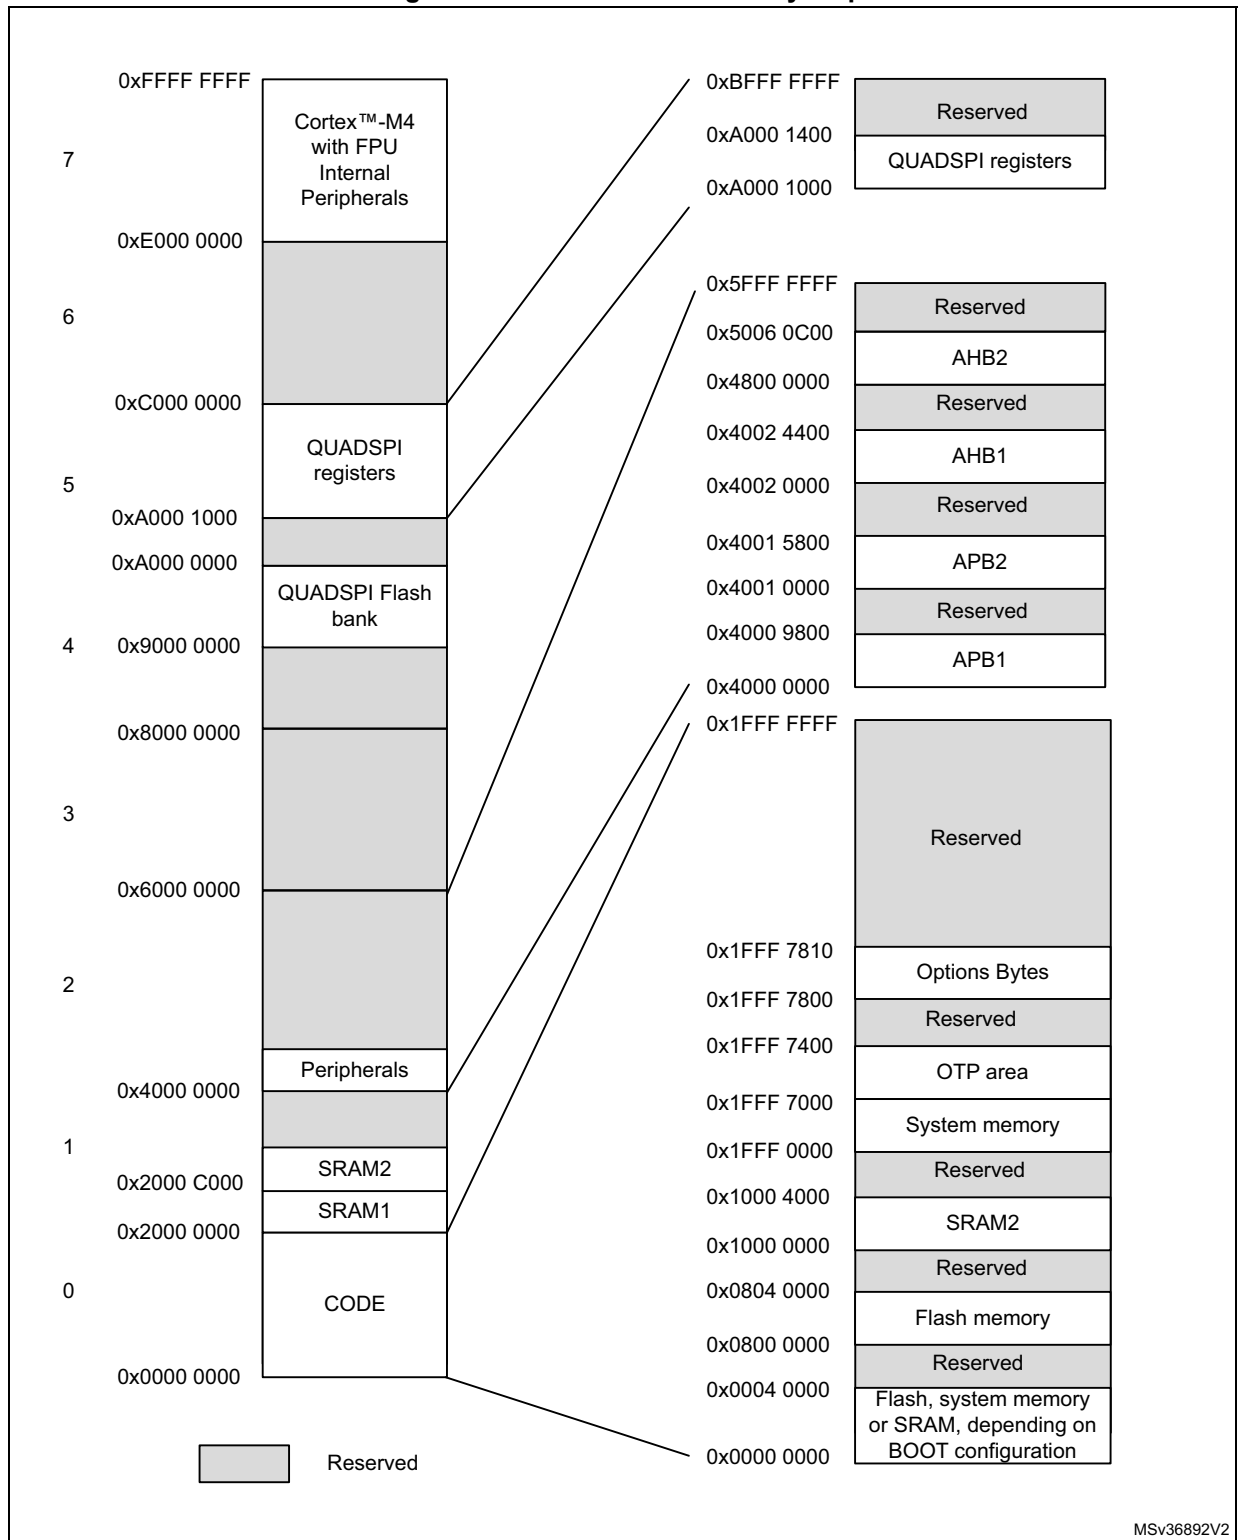 0xFFFF FFFF
Cortex™-M4
with FPU
Internal
Peripherals
7
0xE000 0000
6
0xC000 0000
QUADSPI
registers
5
0xA000 1000
0xA000 0000
QUADSPI Flash
bank
4
0x9000 0000
0x8000 0000
3
0x6000 0000
2
Peripherals
0x4000 0000
1
SRAM2
0x2000 C000
SRAM1
0x2000 0000
0
CODE
0x0000 0000
Reserved
0xBFFF FFFF
Reserved
0xA000 1400
QUADSPI registers
0xA000 1000
0x5FFF FFFF
Reserved
0x5006 0C00
AHB2
0x4800 0000
Reserved
0x4002 4400
AHB1
0x4002 0000
Reserved
0x4001 5800
APB2
0x4001 0000
Reserved
0x4000 9800
APB1
0x4000 0000
0x1FFF FFFF
Reserved
0x1FFF 7810
Options Bytes
0x1FFF 7800
Reserved
0x1FFF 7400
OTP area
0x1FFF 7000
System memory
0x1FFF 0000
Reserved
0x1000 4000
SRAM2
0x1000 0000
Reserved
0x0804 0000
Flash memory
0x0800 0000
Reserved
0x0004 0000
Flash, system memory
or SRAM, depending on
BOOT configuration
0x0000 0000
MSv36892V2